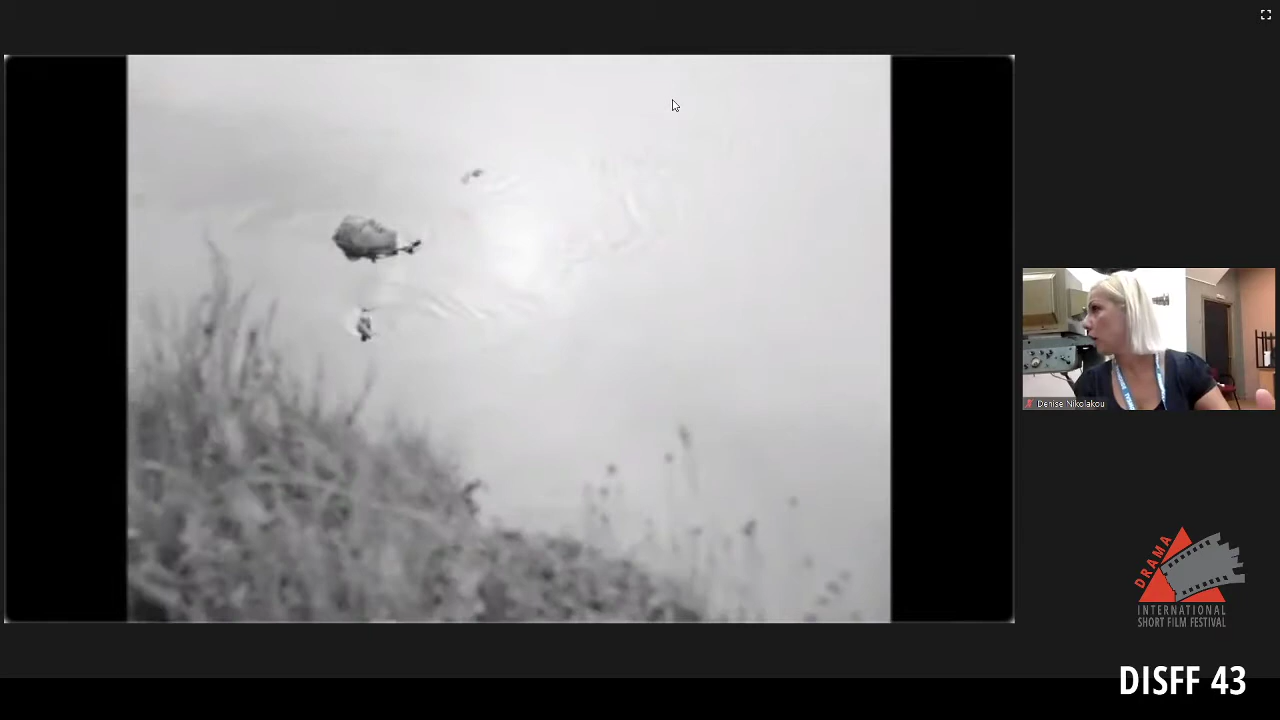 Denise Nikolakou
DRAMA
INTERNATIONAL
SHORT FILM FESTIVAL
DISFF 43